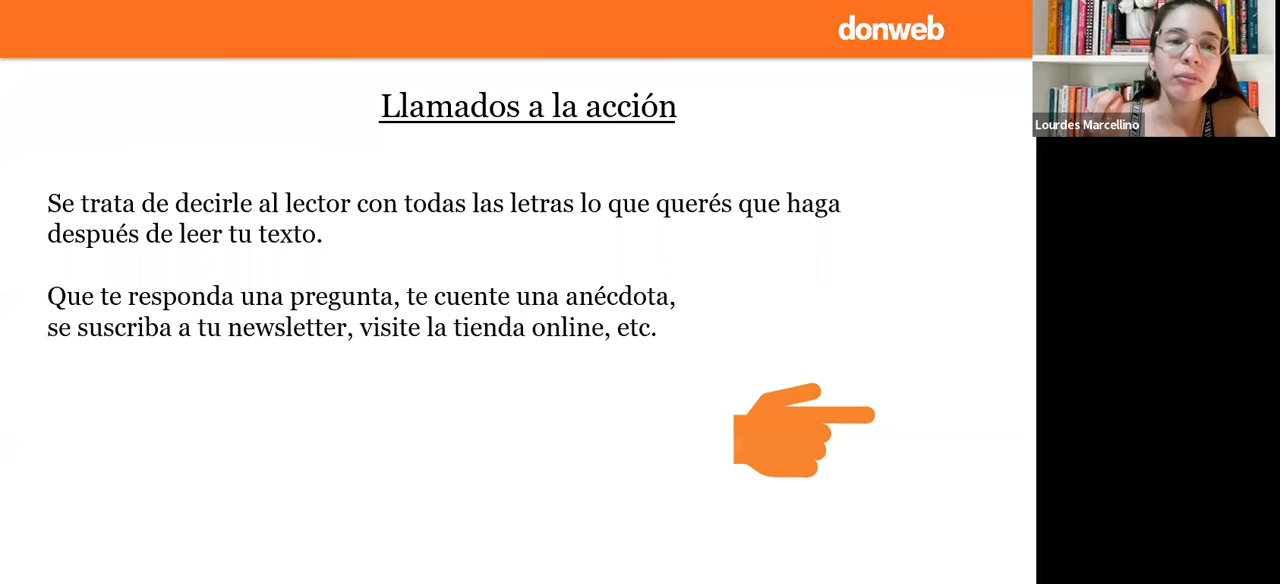 donweb
Lourdes Marcellino
Llamados a la acción
Se trata de decirle al lector con todas las letras lo que querés que haga
después de leer tu texto.
Que te responda una pregunta, te cuente una anécdota,
se suscriba a tu newsletter, visite la tienda online, etc.